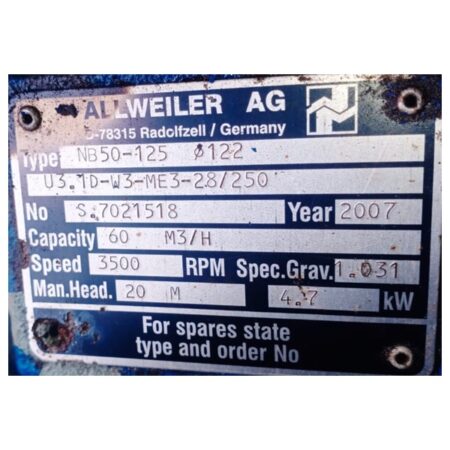 ALLWEILER AG
D-78315 Radolfzell / Germany
Type NB50-125 Ø122
U3.1D-W3-ME3-28/250
No S.7021518 Year 2007
Capacity 60 M3/H
Speed 3500 RPM Spec.Grav. 1.031
Man.Head. 20 M 4.7 kW
For spares state
type and order No